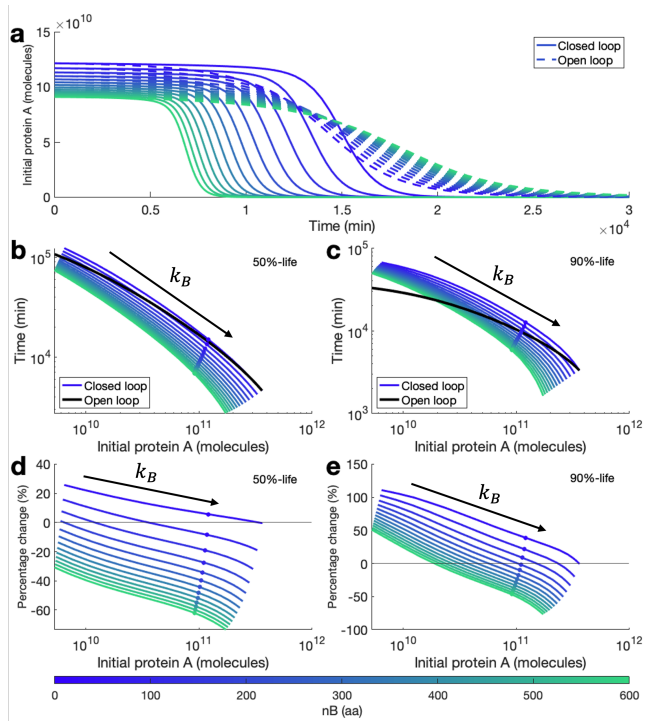 a
15 ×10^10
10
5
0
Initial protein A (molecules)
Closed loop
Open loop
0 0.5 1 1.5 2 2.5 3
×10^4
Time (min)
b
k_B
50%-life
10^5
10^4
Time (min)
Closed loop
Open loop
10^10 10^11 10^12
Initial protein A (molecules)
c
k_B
90%-life
10^5
10^4
10^3
Time (min)
Closed loop
Open loop
10^10 10^11 10^12
Initial protein A (molecules)
d
k_B
50%-life
40
20
0
-20
-40
-60
Percentage change (%)
10^10 10^11 10^12
Initial protein A (molecules)
e
k_B
90%-life
150
100
50
0
-50
-100
Percentage change (%)
10^10 10^11 10^12
Initial protein A (molecules)
0 100 200 300 400 500 600
nB (aa)